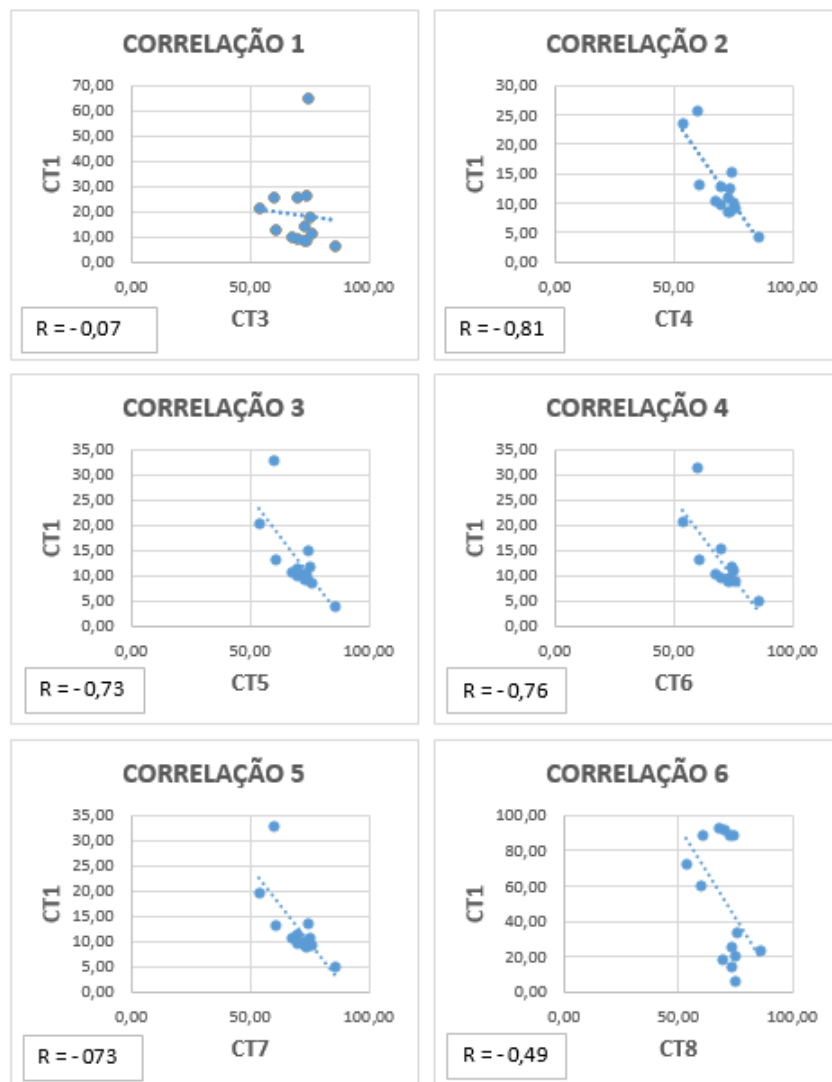 CORRELAÇÃO 1
70,00
60,00
50,00
40,00
30,00
20,00
10,00
0,00
CT1
0,00 50,00 100,00
CT3
R = - 0,07
CORRELAÇÃO 2
30,00
25,00
20,00
15,00
10,00
5,00
0,00
CT1
0,00 50,00 100,00
CT4
R = - 0,81
CORRELAÇÃO 3
35,00
30,00
25,00
20,00
15,00
10,00
5,00
0,00
CT1
0,00 50,00 100,00
CT5
R = - 0,73
CORRELAÇÃO 4
35,00
30,00
25,00
20,00
15,00
10,00
5,00
0,00
CT1
0,00 50,00 100,00
CT6
R = - 0,76
CORRELAÇÃO 5
35,00
30,00
25,00
20,00
15,00
10,00
5,00
0,00
CT1
0,00 50,00 100,00
CT7
R = - 073
CORRELAÇÃO 6
100,00
80,00
60,00
40,00
20,00
0,00
CT1
0,00 50,00 100,00
CT8
R = - 0,49